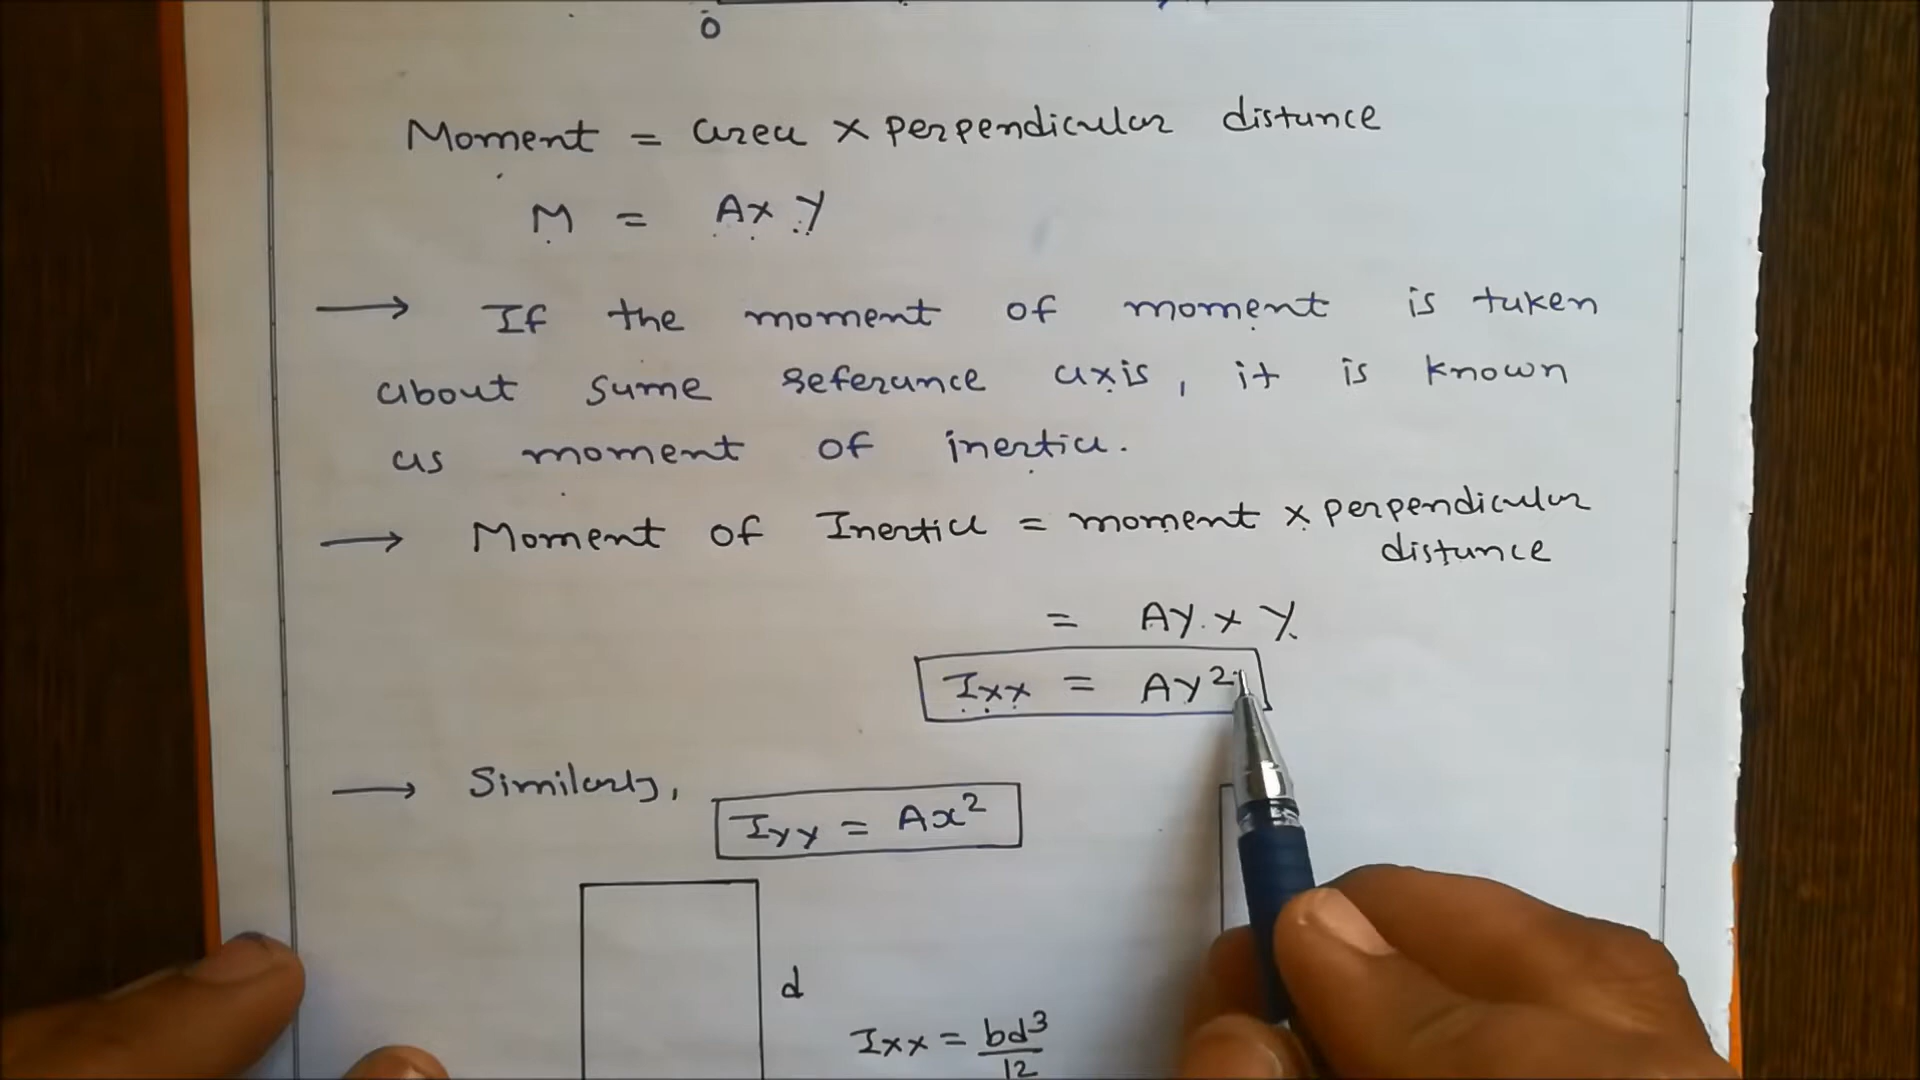 O
Moment = area × perpendicular distance
M = A × Y
→ If the moment of moment is taken
about same referance axis, it is known
as moment of inertia.
→ Moment of Inertia = moment × perpendicular
distance
= AY × Y
Ixx = AY²
→ Similarly,
Iyy = Ax²
d
Ixx = bd³/12